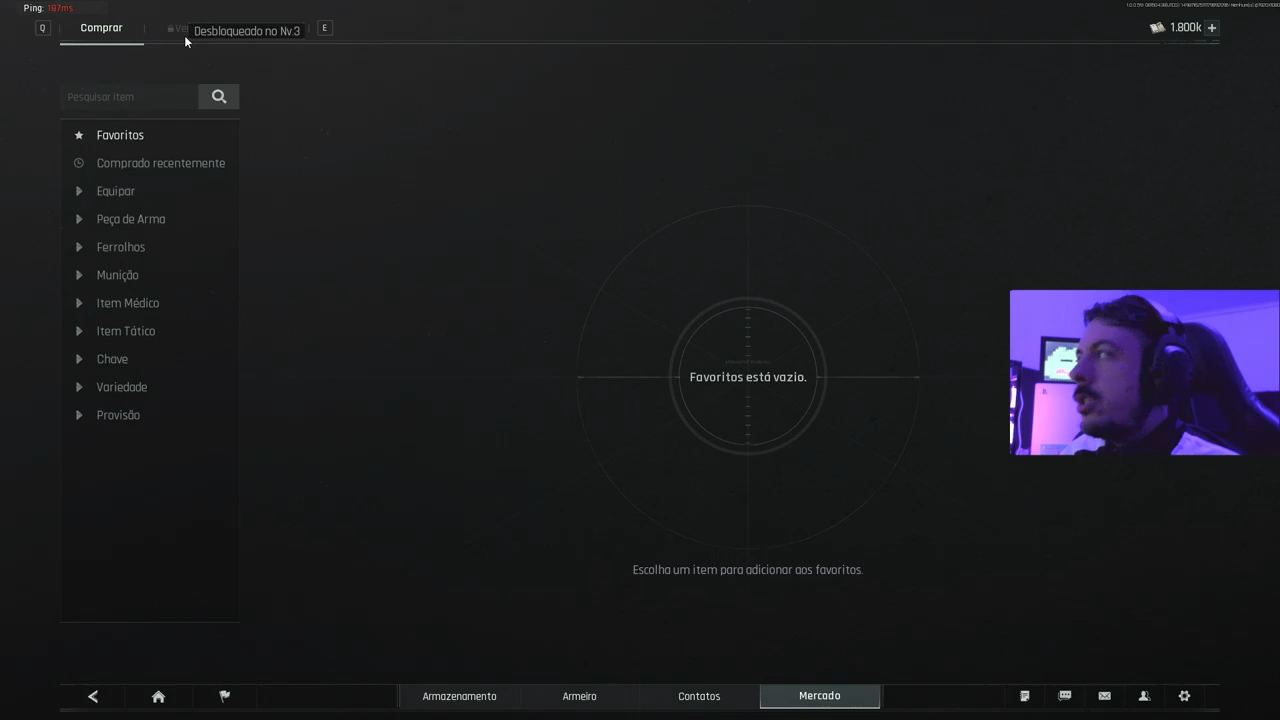 Ping: 187ms
Q
Comprar
Desbloqueado no Nv.3
E
1.800k
Pesquisar item
Favoritos
Comprado recentemente
Equipar
Peça de Arma
Ferrolhos
Munição
Item Médico
Item Tático
Chave
Variedade
Provisão
Favoritos está vazio.
Escolha um item para adicionar aos favoritos.
Armazenamento
Armeiro
Contatos
Mercado